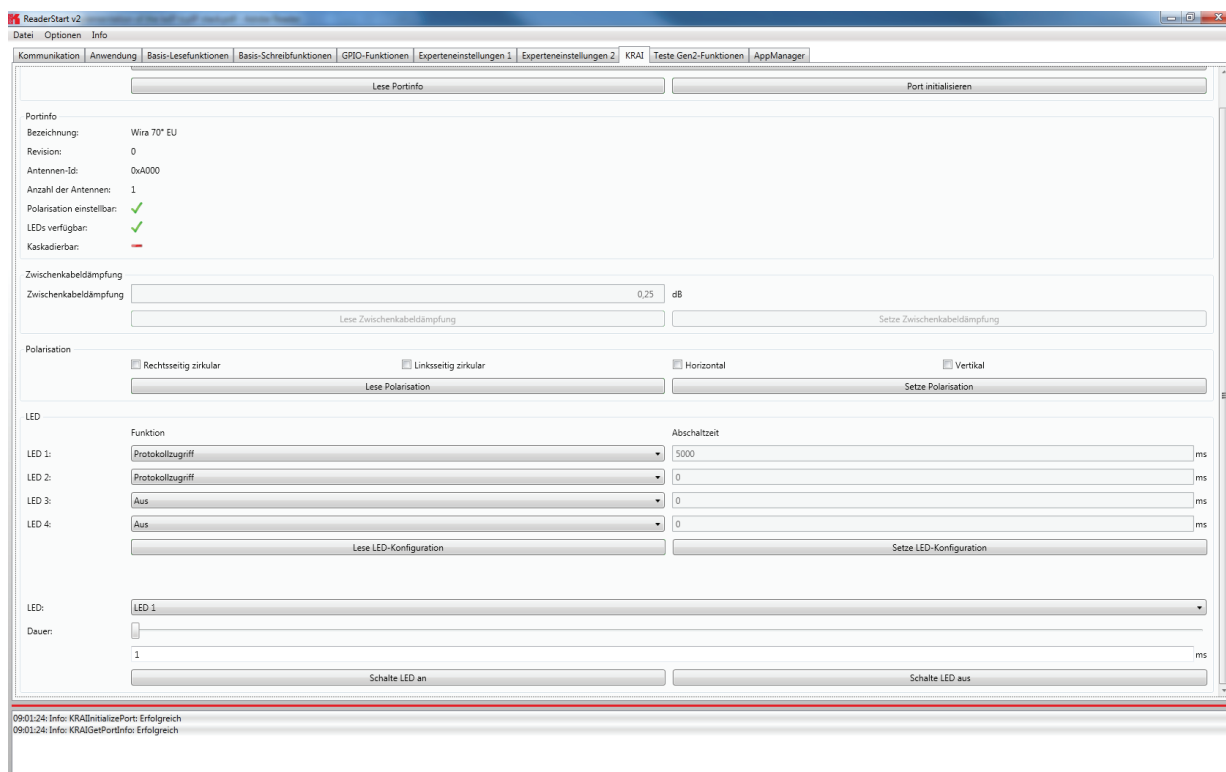 ReaderStart v2
Datei Optionen Info
Kommunikation Anwendung Basis-Lesefunktionen Basis-Schreibfunktionen GPIO-Funktionen Experteneinstellungen 1 Experteneinstellungen 2 KRAI Teste Gen2-Funktionen AppManager
Lese Portinfo Port initialisieren
Portinfo
Bezeichnung: Wira 70° EU
Revision: 0
Antennen-Id: 0xA000
Anzahl der Antennen: 1
Polarisation einstellbar:
LEDs verfügbar:
Kaskadierbar:
Zwischenkabeldämpfung
Zwischenkabeldämpfung 0,25 dB
Lese Zwischenkabeldämpfung Setze Zwischenkabeldämpfung
Polarisation
Rechtsseitig zirkular Linksseitig zirkular Horizontal Vertikal
Lese Polarisation Setze Polarisation
LED
Funktion Abschaltzeit
LED 1: Protokollzugriff 5000 ms
LED 2: Protokollzugriff 0 ms
LED 3: Aus 0 ms
LED 4: Aus 0 ms
Lese LED-Konfiguration Setze LED-Konfiguration
LED: LED 1
Dauer:
1 ms
Schalte LED an Schalte LED aus
09:01:24: Info: KRAIInitializePort: Erfolgreich
09:01:24: Info: KRAIGetPortInfo: Erfolgreich